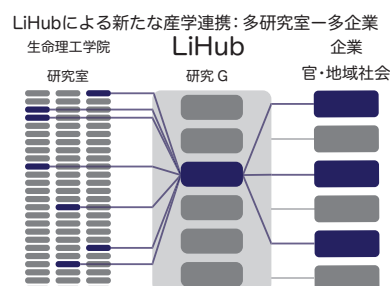 LiHubによる新たな産学連携：多研究室ー多企業
生命理工学院
LiHub
企業
研究室
研究 G
官・地域社会